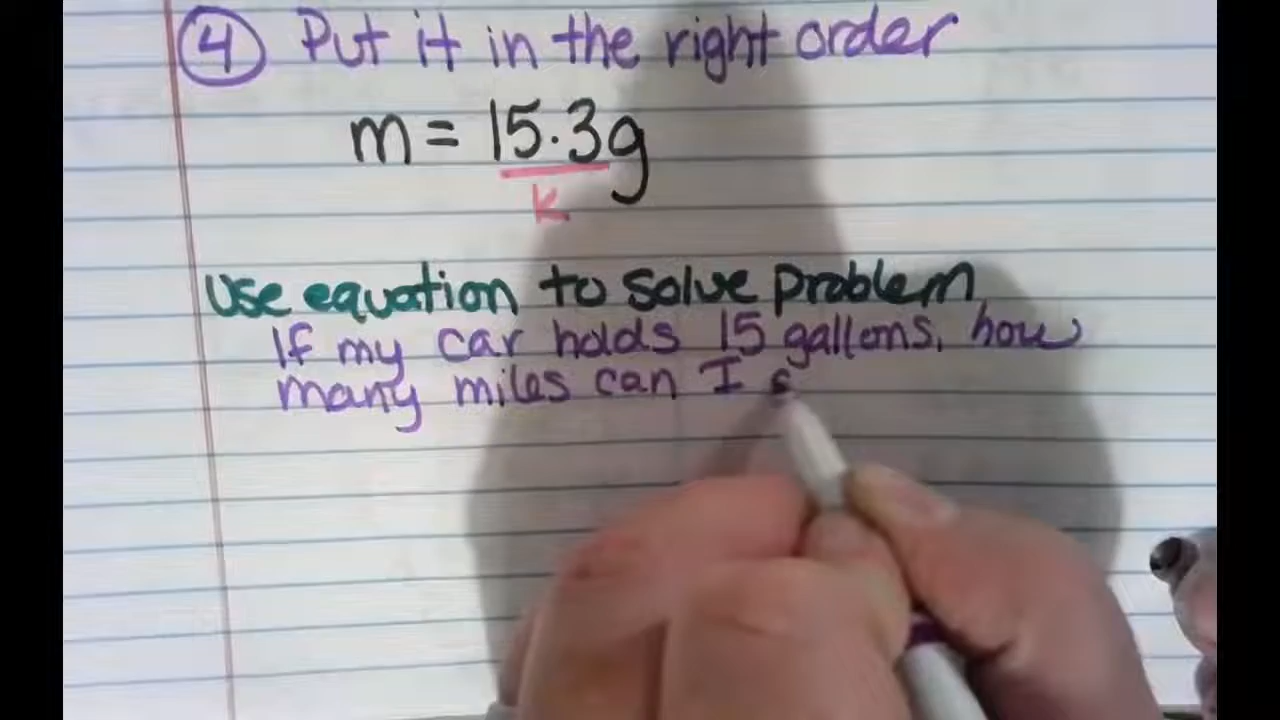 4 Put it in the right order
m = 15.3g
k
Use equation to solve problem.
If my car holds 15 gallons, how
many miles can I